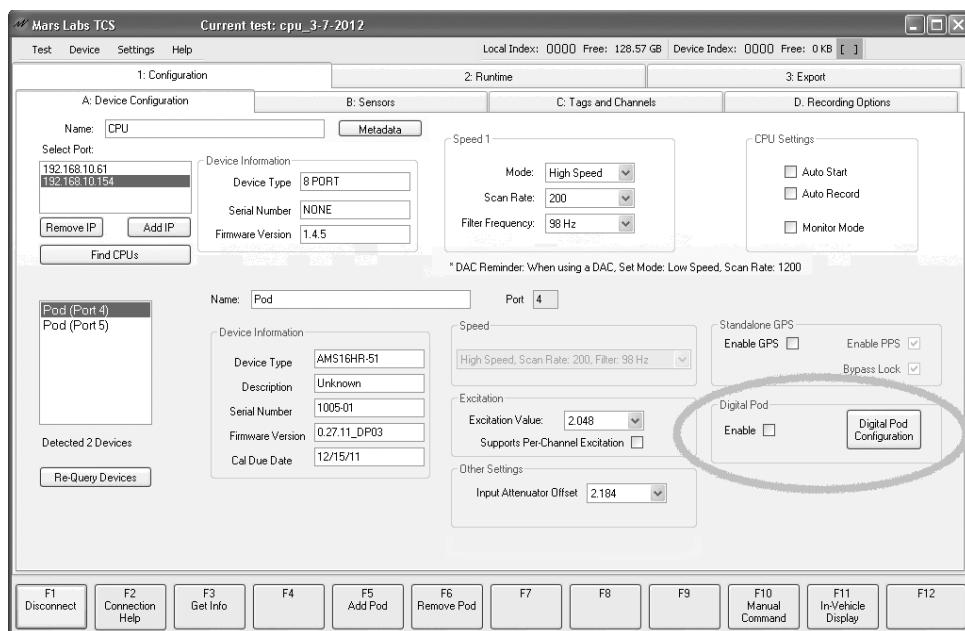 Mars Labs TCS Current test: cpu_3-7-2012
Test Device Settings Help Local Index: 0000 Free: 128.57 GB Device Index: 0000 Free: 0 KB [ ]
1: Configuration 2: Runtime 3: Export
A: Device Configuration B: Sensors C: Tags and Channels D. Recording Options
Name: CPU Metadata
Select Port:
192.168.10.61
192.168.10.154
Remove IP Add IP
Find CPUs
Device Information
Device Type 8 PORT
Serial Number NONE
Firmware Version 1.4.5
Speed 1
Mode: High Speed
Scan Rate: 200
Filter Frequency: 98 Hz
CPU Settings
Auto Start
Auto Record
Monitor Mode
* DAC Reminder: When using a DAC, Set Mode: Low Speed, Scan Rate: 1200
Pod (Port 4)
Pod (Port 5)
Detected 2 Devices
Re-Query Devices
Name: Pod Port 4
Device Information
Device Type AMS16HR-51
Description Unknown
Serial Number 1005-01
Firmware Version 0.27.11_DP03
Cal Due Date 12/15/11
Speed
High Speed, Scan Rate: 200, Filter: 98 Hz
Excitation
Excitation Value: 2.048
Supports Per-Channel Excitation
Other Settings
Input Attenuator Offset 2.184
Standalone GPS
Enable GPS Enable PPS
Bypass Lock
Digital Pod
Enable Digital Pod
Configuration
F1 F2 F3 F4 F5 F6 F7 F8 F9 F10 F11 F12
Disconnect Connection Get Info Add Pod Remove Pod Manual In-Vehicle
Help Command Display